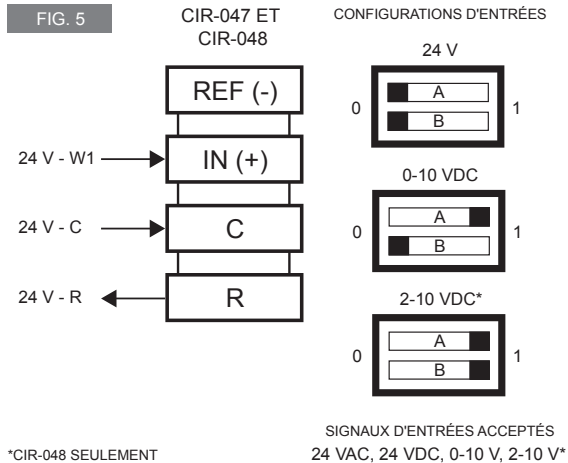 FIG. 5
CIR-047 ET
CIR-048
REF (-)
24 V - W1
IN (+)
24 V - C
C
24 V - R
R
*CIR-048 SEULEMENT
CONFIGURATIONS D'ENTRÉES
24 V
0
A
B
1
0-10 VDC
0
A
B
1
2-10 VDC*
0
A
B
1
SIGNAUX D'ENTRÉES ACCEPTÉS
24 VAC, 24 VDC, 0-10 V, 2-10 V*